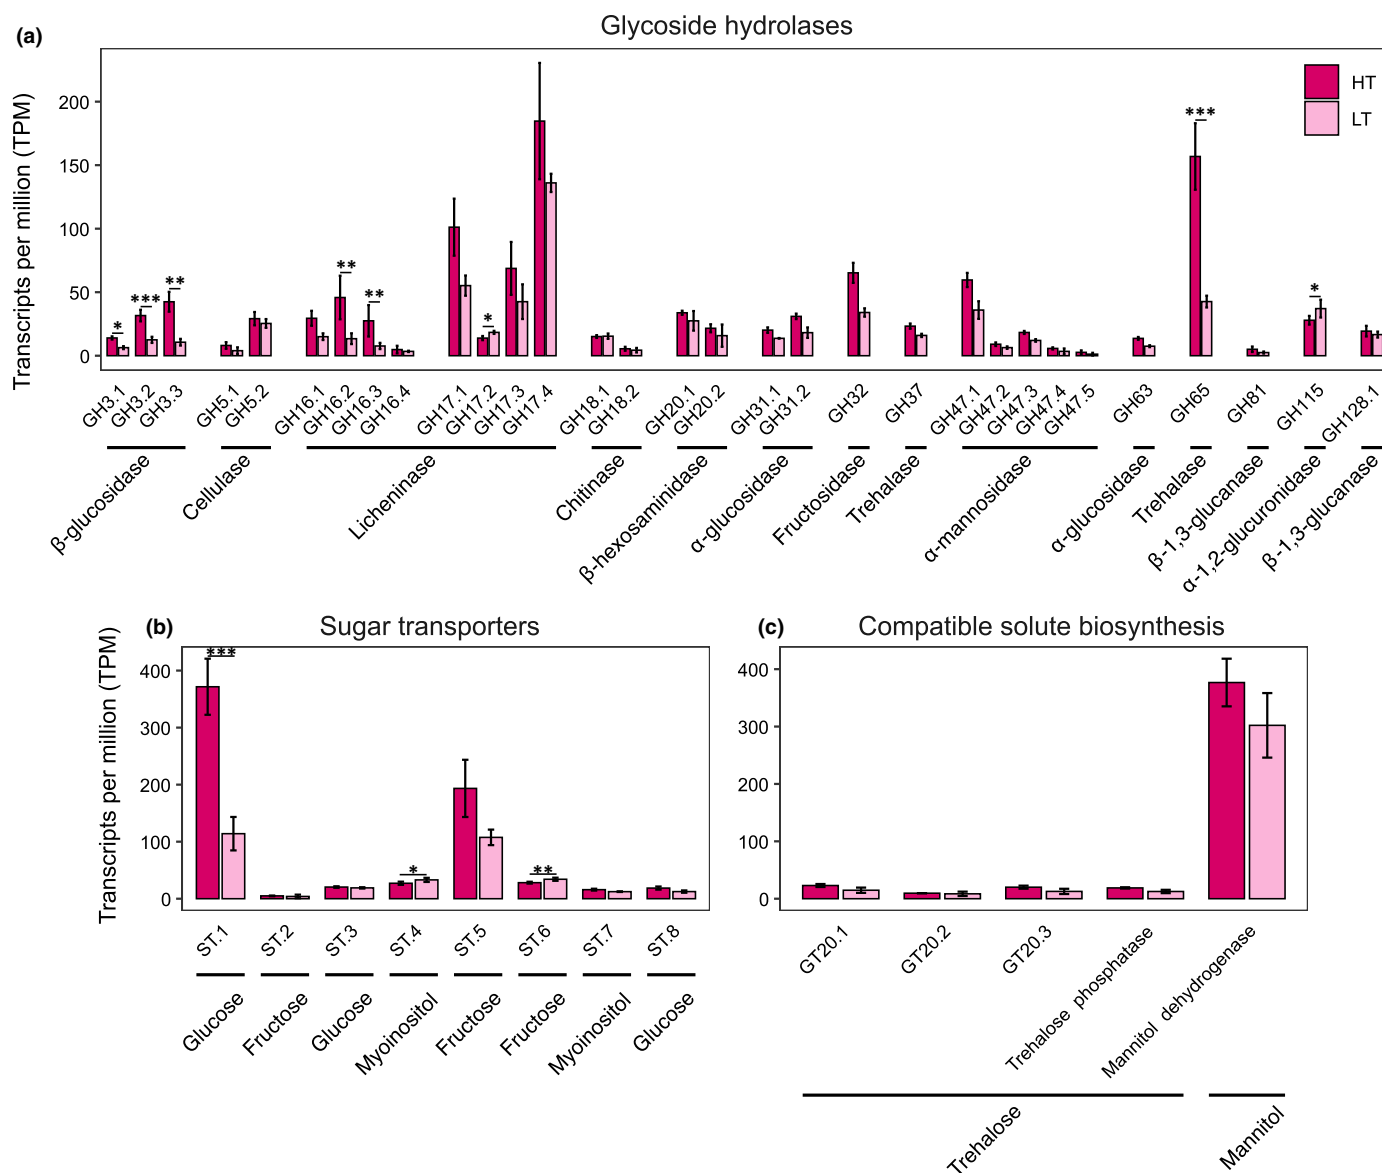 (a)
Glycoside hydrolases
Transcripts per million (TPM)
200
150
100
50
0
HT
LT
*
***
**
**
**
*
***
*
GH3.1
GH3.2
GH3.3
GH5.1
GH5.2
GH16.1
GH16.2
GH16.3
GH16.4
GH17.1
GH17.2
GH17.3
GH17.4
GH18.1
GH18.2
GH20.1
GH20.2
GH31.1
GH31.2
GH32
GH37
GH47.1
GH47.2
GH47.3
GH47.4
GH47.5
GH63
GH65
GH81
GH115
GH128.1
β-glucosidase
Cellulase
Licheninase
Chitinase
β-hexosaminidase
α-glucosidase
Fructosidase
Trehalase
α-mannosidase
α-glucosidase
Trehalase
β-1,3-glucanase
α-1,2-glucuronidase
β-1,3-glucanase
(b)
Sugar transporters
Transcripts per million (TPM)
400
300
200
100
0
***
*
**
ST.1
ST.2
ST.3
ST.4
ST.5
ST.6
ST.7
ST.8
Glucose
Fructose
Glucose
Myoinositol
Fructose
Fructose
Myoinositol
Glucose
(c)
Compatible solute biosynthesis
400
300
200
100
0
GT20.1
GT20.2
GT20.3
Trehalose phosphatase
Mannitol dehydrogenase
Trehalose
Mannitol